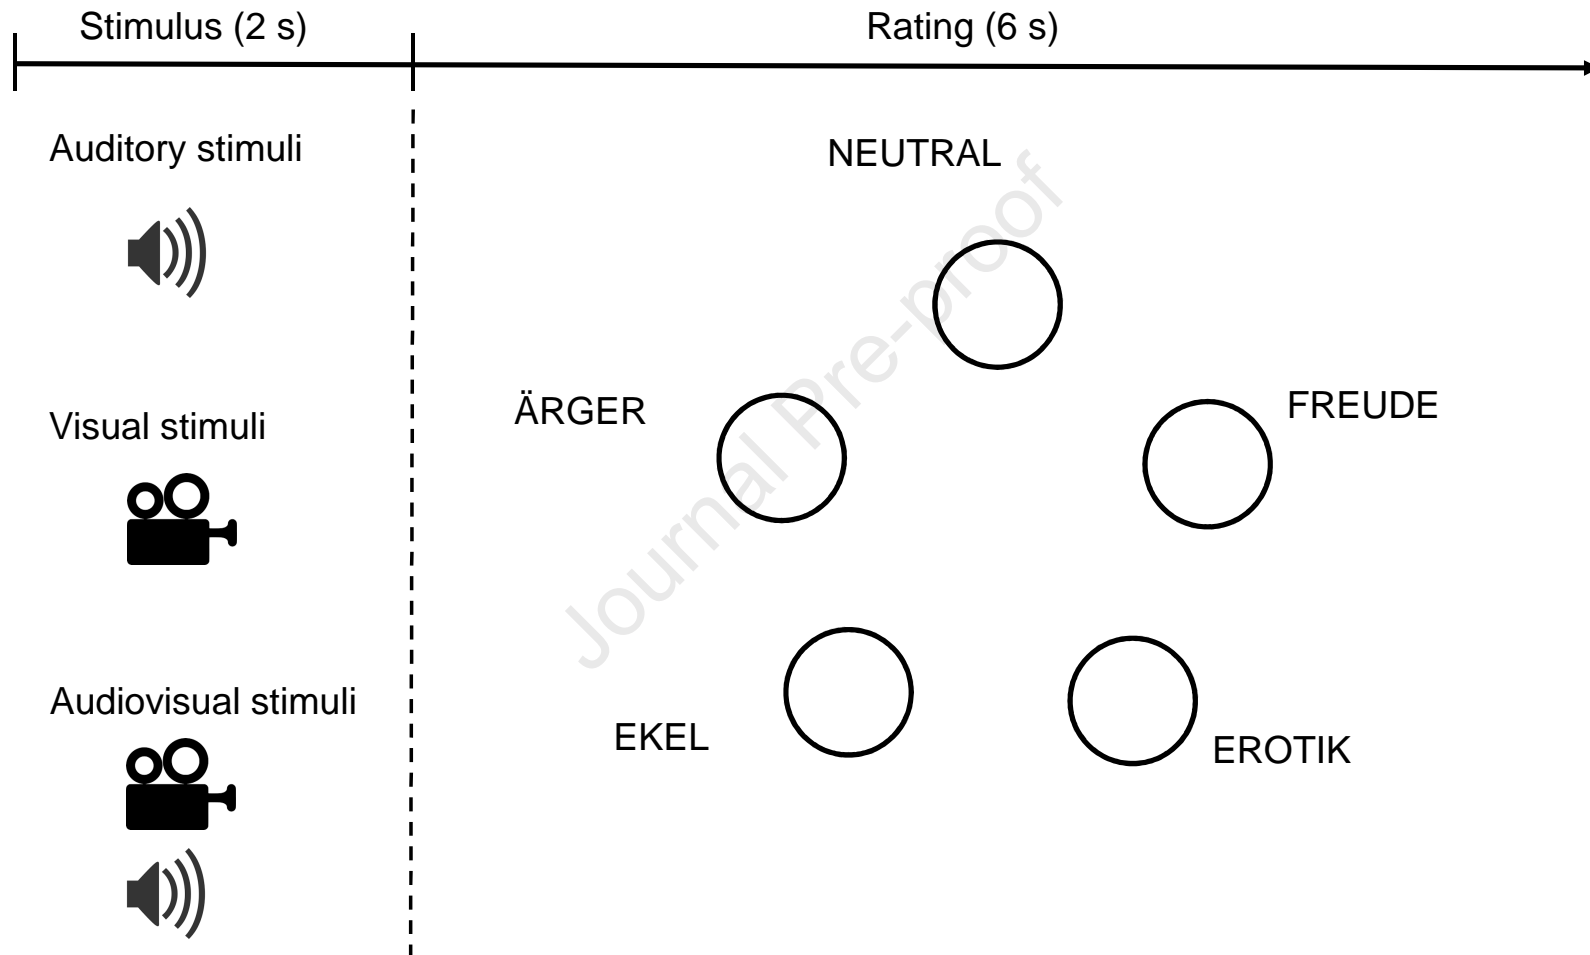 Stimulus (2 s)
Rating (6 s)
Auditory stimuli
NEUTRAL
ÄRGER
FREUDE
Visual stimuli
Audiovisual stimuli
EKEL
EROTIK
Journal Pre-proof